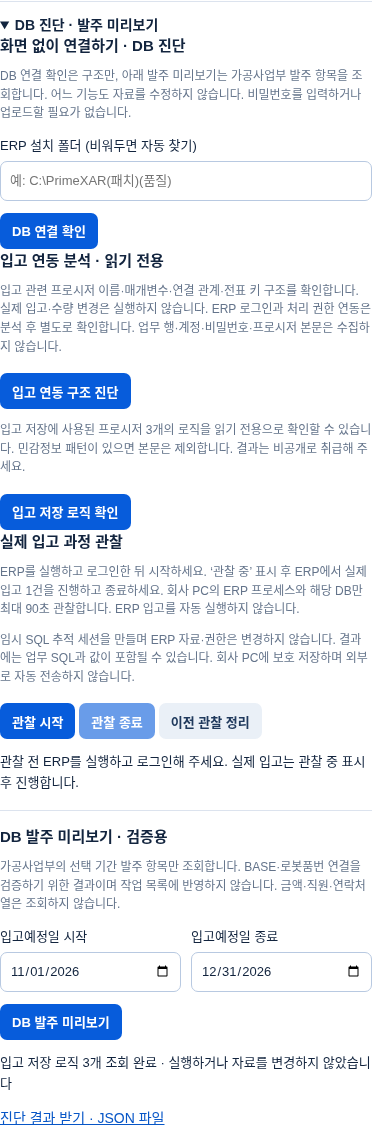 ▼ DB 진단 · 발주 미리보기
화면 없이 연결하기 · DB 진단
DB 연결 확인은 구조만, 아래 발주 미리보기는 가공사업부 발주 항목을 조
회합니다. 어느 기능도 자료를 수정하지 않습니다. 비밀번호를 입력하거나
업로드할 필요가 없습니다.
ERP 설치 폴더 (비워두면 자동 찾기)
예: C:\PrimeXAR(패치)(품질)
DB 연결 확인
입고 연동 분석 · 읽기 전용
입고 관련 프로시저 이름·매개변수·연결 관계·전표 키 구조를 확인합니다.
실제 입고·수량 변경은 실행하지 않습니다. ERP 로그인과 처리 권한 연동은
분석 후 별도로 확인합니다. 업무 행·계정·비밀번호·프로시저 본문은 수집하
지 않습니다.
입고 연동 구조 진단
입고 저장에 사용된 프로시저 3개의 로직을 읽기 전용으로 확인할 수 있습니
다. 민감정보 패턴이 있으면 본문은 제외합니다. 결과는 비공개로 취급해 주
세요.
입고 저장 로직 확인
실제 입고 과정 관찰
ERP를 실행하고 로그인한 뒤 시작하세요. ‘관찰 중’ 표시 후 ERP에서 실제
입고 1건을 진행하고 종료하세요. 회사 PC의 ERP 프로세스와 해당 DB만
최대 90초 관찰합니다. ERP 입고를 자동 실행하지 않습니다.
임시 SQL 추적 세션을 만들며 ERP 자료·권한은 변경하지 않습니다. 결과
에는 업무 SQL과 값이 포함될 수 있습니다. 회사 PC에 보호 저장하며 외부
로 자동 전송하지 않습니다.
관찰 시작 관찰 종료 이전 관찰 정리
관찰 전 ERP를 실행하고 로그인해 주세요. 실제 입고는 관찰 중 표시
후 진행합니다.
DB 발주 미리보기 · 검증용
가공사업부의 선택 기간 발주 항목만 조회합니다. BASE·로봇품번 연결을
검증하기 위한 결과이며 작업 목록에 반영하지 않습니다. 금액·직원·연락처
열은 조회하지 않습니다.
입고예정일 시작 입고예정일 종료
11/01/2026 12/31/2026
DB 발주 미리보기
입고 저장 로직 3개 조회 완료 · 실행하거나 자료를 변경하지 않았습니
다
진단 결과 받기 · JSON 파일